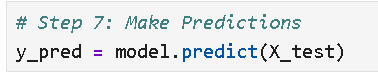 # Step 7: Make Predictions
y_pred = model.predict(X_test)